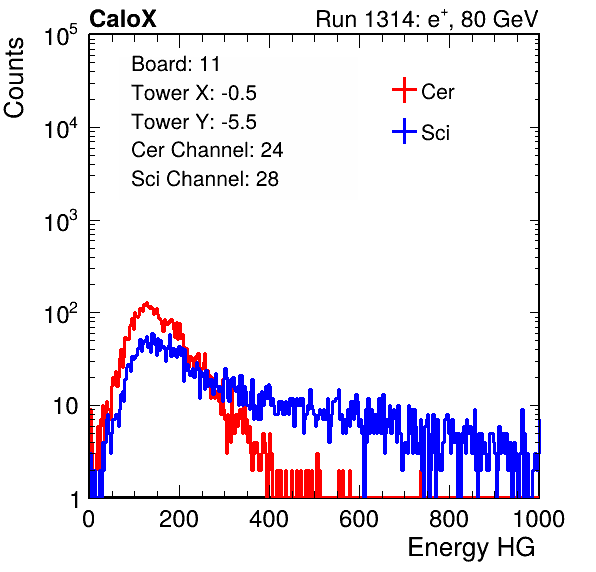 CaloX Run 1314: e⁺, 80 GeV
Counts
Board: 11
Tower X: -0.5
Tower Y: -5.5
Cer Channel: 24
Sci Channel: 28
Cer
Sci
10⁵
10⁴
10³
10²
10
1
0 200 400 600 800 1000
Energy HG